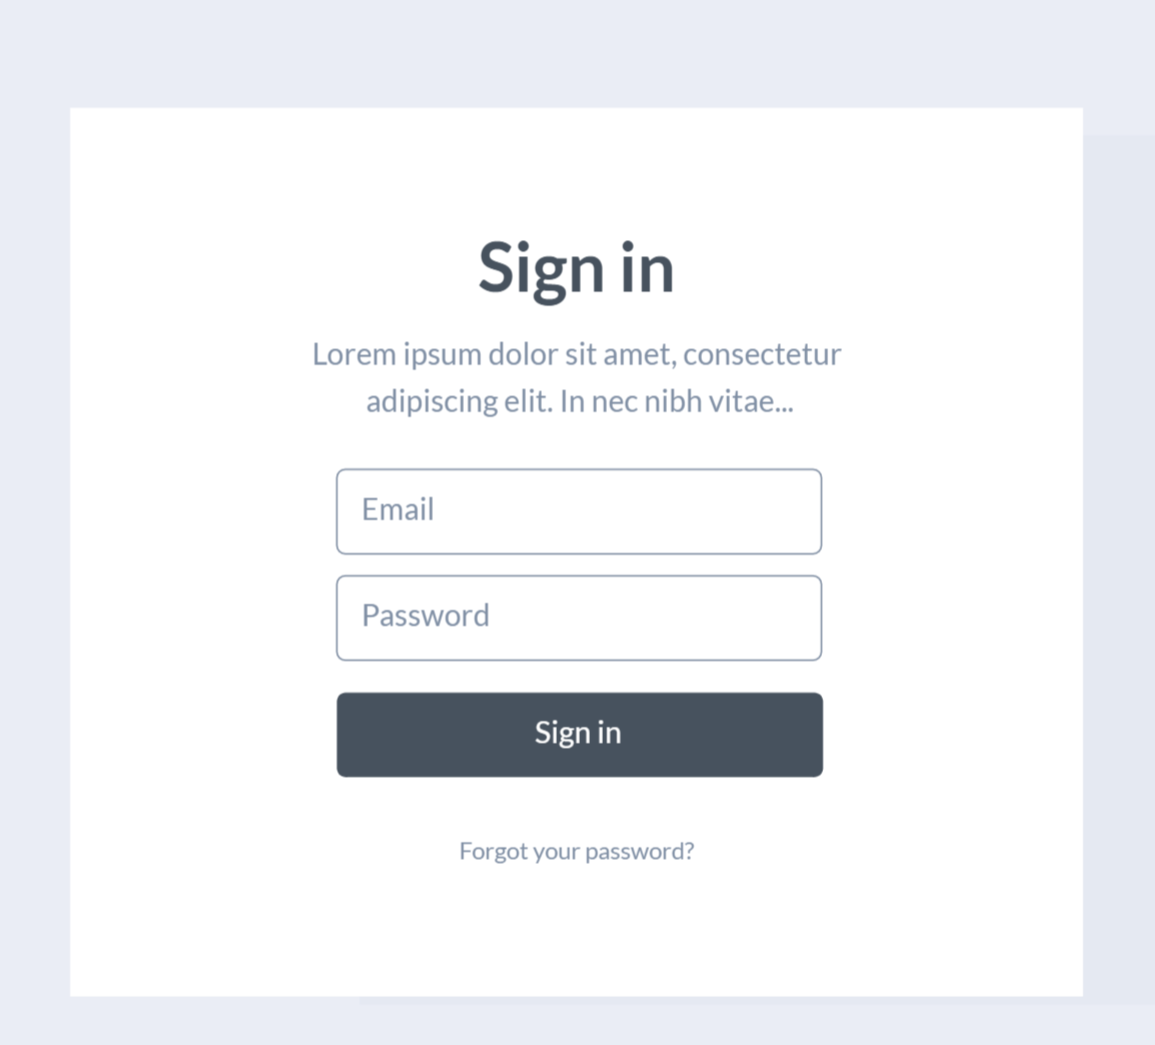 Sign in
Lorem ipsum dolor sit amet, consectetur
adipiscing elit. In nec nibh vitae...
Email
Password
Sign in
Forgot your password?